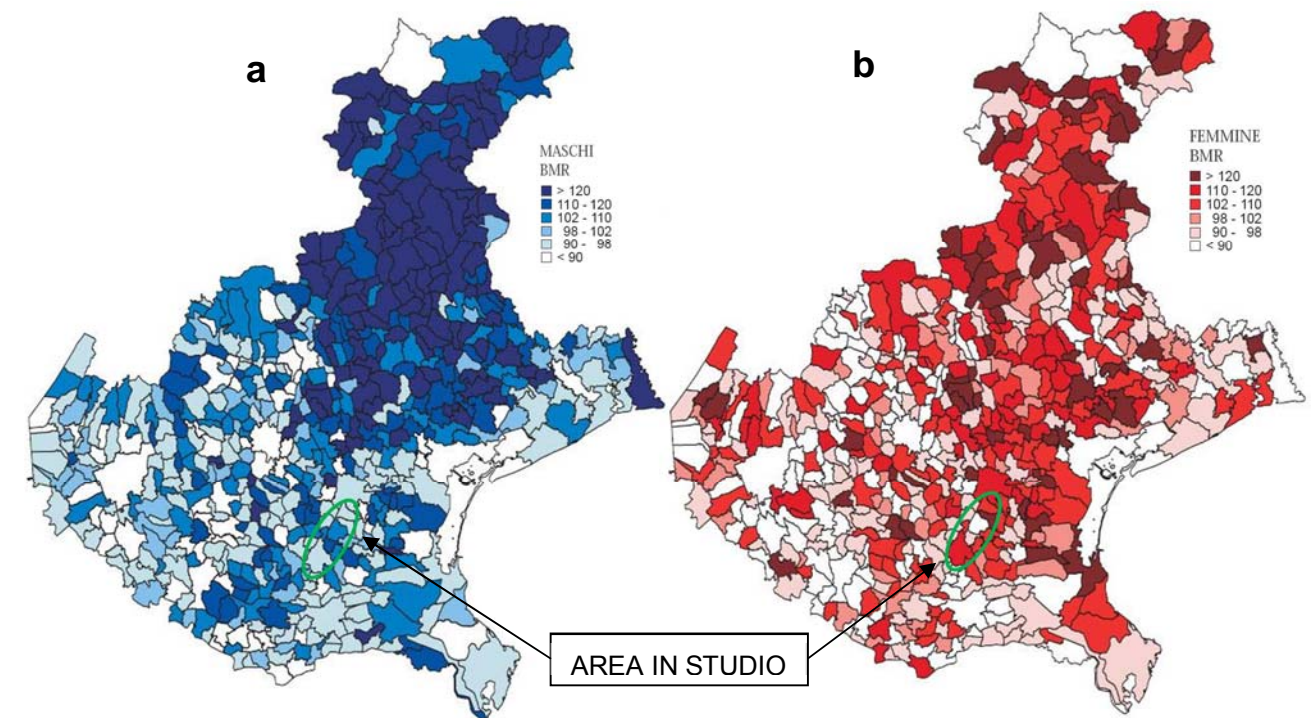 a
MASCHI
BMR
> 120
110 - 120
102 - 110
98 - 102
90 - 98
< 90
b
FEMMINE
BMR
> 120
110 - 120
102 - 110
98 - 102
90 - 98
< 90
AREA IN STUDIO